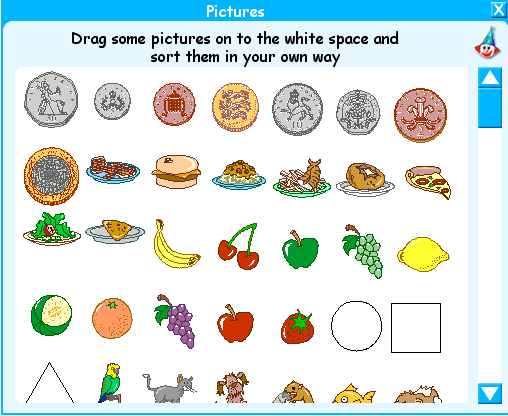 Pictures
Drag some pictures on to the white space and
sort them in your own way